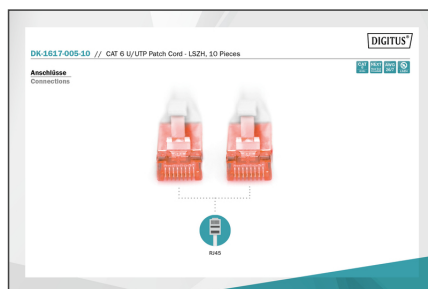 DIGITUS®
DK-1617-005-10 // CAT 6 U/UTP Patch Cord - LSZH, 10 Pieces
Anschlüsse
Connections
RJ45